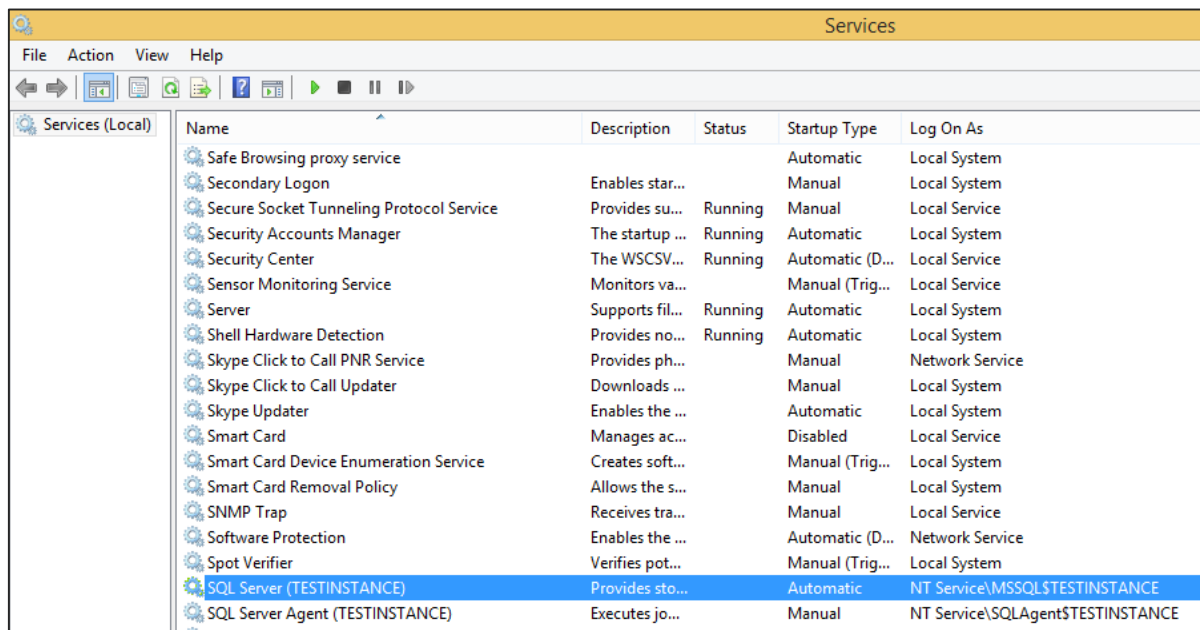 Services
File Action View Help
Services (Local)
Name Description Status Startup Type Log On As
Safe Browsing proxy service Automatic Local System
Secondary Logon Enables star... Manual Local System
Secure Socket Tunneling Protocol Service Provides su... Running Manual Local Service
Security Accounts Manager The startup ... Running Automatic Local System
Security Center The WSCSV... Running Automatic (D... Local Service
Sensor Monitoring Service Monitors va... Manual (Trig... Local Service
Server Supports fil... Running Automatic Local System
Shell Hardware Detection Provides no... Running Automatic Local System
Skype Click to Call PNR Service Provides ph... Manual Network Service
Skype Click to Call Updater Downloads ... Manual Local System
Skype Updater Enables the ... Automatic Local System
Smart Card Manages ac... Disabled Local Service
Smart Card Device Enumeration Service Creates soft... Manual (Trig... Local System
Smart Card Removal Policy Allows the s... Manual Local System
SNMP Trap Receives tra... Manual Local Service
Software Protection Enables the ... Automatic (D... Network Service
Spot Verifier Verifies pot... Manual (Trig... Local System
SQL Server (TESTINSTANCE) Provides sto... Automatic NT Service\MSSQL$TESTINSTANCE
SQL Server Agent (TESTINSTANCE) Executes jo... Manual NT Service\SQLAgent$TESTINSTANCE